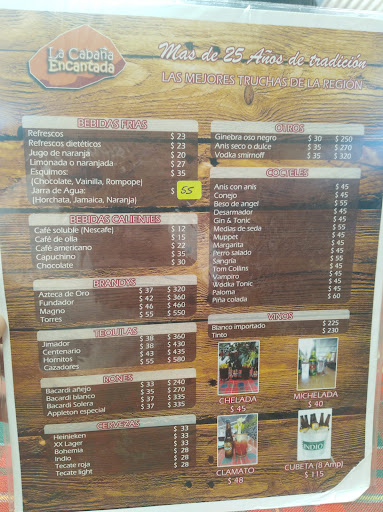 La Cabaña
Encantada
Mas de 25 Años de tradición
LAS MEJORES TRUCHAS DE LA REGION
BEBIDAS FRIAS
Refrescos $ 23
Refrescos dietéticos $ 23
Jugo de naranja $ 20
Limonada o naranjada $ 27
Esquimos: $ 35
(Chocolate, Vainilla, Rompope)
Jarra de Agua: $ 55
(Horchata, Jamaica, Naranja)
BEBIDAS CALIENTES
Café soluble (Nescafe) $ 12
Café de olla $ 15
Café americano $ 22
Capuchino $ 35
Chocolate $ 30
BRANDYS
Azteca de Oro $ 37 $ 320
Fundador $ 42 $ 360
Magno $ 46 $ 460
Torres $ 55 $ 550
TEQUILAS
Jimador $ 38 $ 360
Centenario $ 38 $ 430
Hornitos $ 43 $ 435
Cazadores $ 55 $ 580
RONES
Bacardi añejo $ 33 $ 240
Bacardi blanco $ 35 $ 270
Bacardi Solera $ 37 $ 335
Appleton especial $ 37 $ 335
CERVEZAS
Heinieken $ 33
XX Lager $ 33
Bohemia $ 28
Indio $ 28
Tecate roja $ 28
Tecate light $ 28
OTROS
Ginebra oso negro $ 30 $ 250
Anis seco o dulce $ 35 $ 270
Vodka smirnoff $ 35 $ 320
COCTELES
Anis con anis $ 45
Conejo $ 45
Beso de angel $ 55
Desarmador $ 45
Gin & Tonic $ 45
Medias de seda $ 55
Muppet $ 45
Margarita $ 45
Perro salado $ 45
Sangría $ 55
Tom Collins $ 45
Vampiro $ 45
Wodka Tonic $ 45
Paloma $ 45
Piña colada $ 60
VINOS
Blanco importado $ 225
Tinto $ 230
CHELADA
$ 45
MICHELADA
$ 40
CLAMATO
$ 48
INDIO
CUBETA (8 Amp)
$ 115